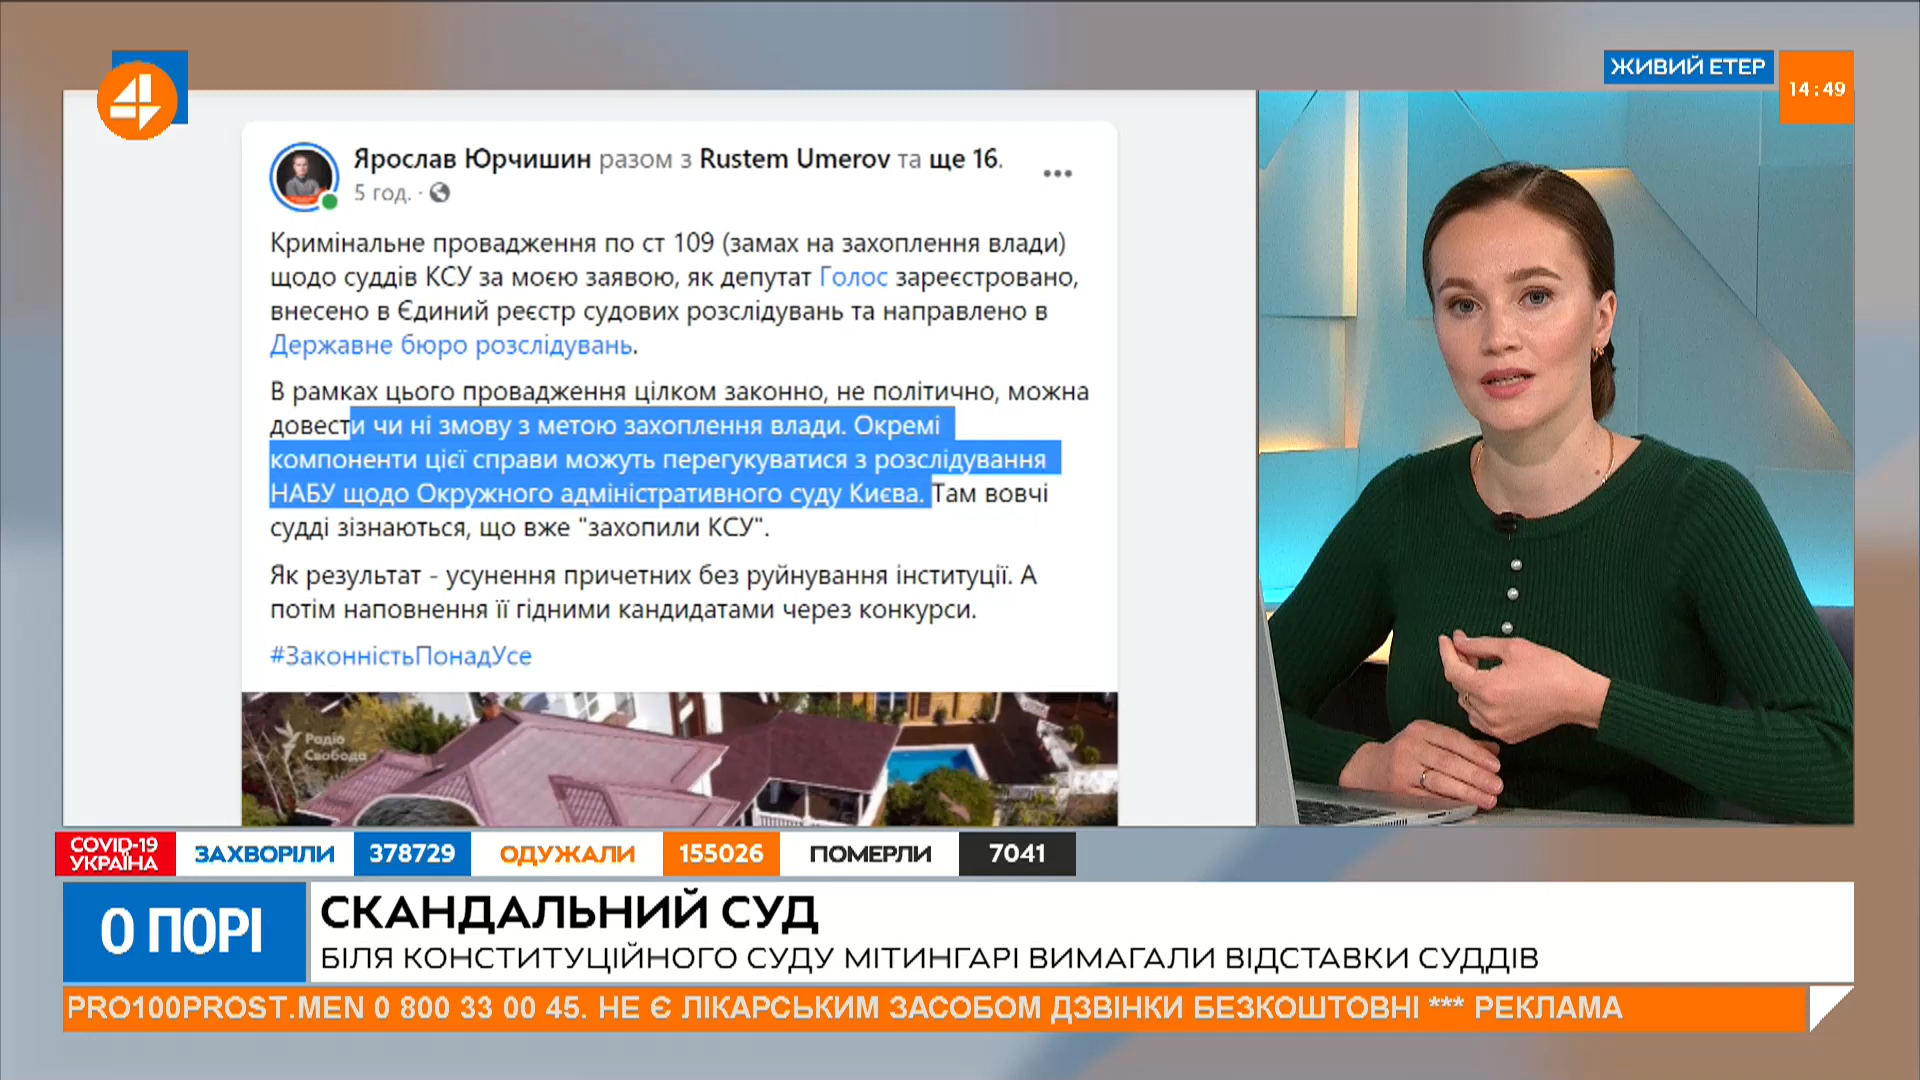 4
ЖИВИЙ ЕТЕР
14:49
Ярослав Юрчишин разом з Rustem Umerov та ще 16.
5 год. ·
Кримінальне провадження по ст 109 (замах на захоплення влади)
щодо суддів КСУ за моєю заявою, як депутат Голос зареєстровано,
внесено в Єдиний реєстр судових розслідувань та направлено в
Державне бюро розслідувань.
В рамках цього провадження цілком законно, не політично, можна
довести чи ні змову з метою захоплення влади. Окремі
компоненти цієї справи можуть перегукуватися з розслідування
НАБУ щодо Окружного адміністративного суду Києва. Там вовчі
судді зізнаються, що вже "захопили КСУ".
Як результат - усунення причетних без руйнування інституції. А
потім наповнення її гідними кандидатами через конкурси.
#ЗаконністьПонадУсе
Радіо
Свобода
COVID-19
УКРАЇНА
ЗАХВОРІЛИ 378729 ОДУЖАЛИ 155026 ПОМЕРЛИ 7041
О ПОРІ
СКАНДАЛЬНИЙ СУД
БІЛЯ КОНСТИТУЦІЙНОГО СУДУ МІТИНГАРІ ВИМАГАЛИ ВІДСТАВКИ СУДДІВ
PRO100PROST.MEN 0 800 33 00 45. НЕ Є ЛІКАРСЬКИМ ЗАСОБОМ ДЗВІНКИ БЕЗКОШТОВНІ *** РЕКЛАМА